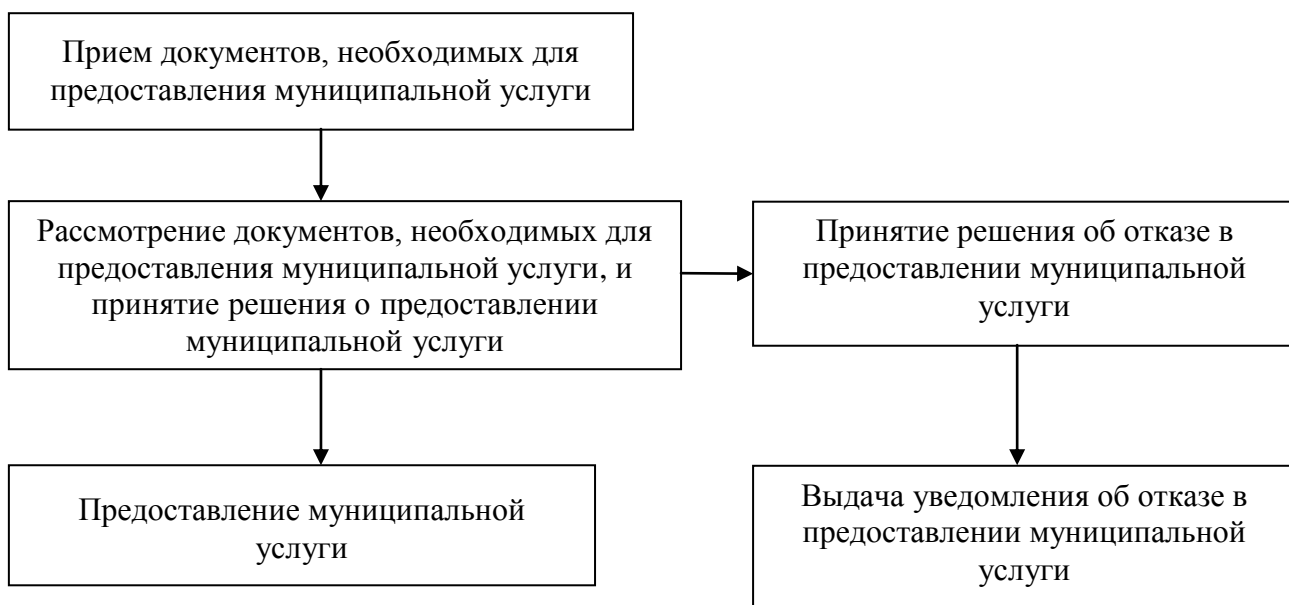 Прием документов, необходимых для
предоставления муниципальной услуги
Рассмотрение документов, необходимых для
предоставления муниципальной услуги, и
принятие решения о предоставлении
муниципальной услуги
Принятие решения об отказе в
предоставлении муниципальной
услуги
Предоставление муниципальной
услуги
Выдача уведомления об отказе в
предоставлении муниципальной
услуги